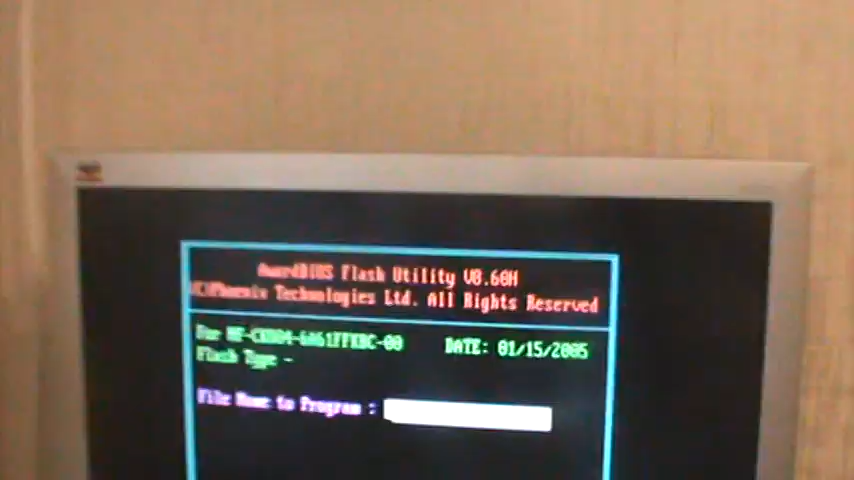 AwardBIOS Flash Utility V8.60H
(C)Phoenix Technologies Ltd. All Rights Reserved
For DATE: 01/15/2005
Flash Type -
File Name to Program :